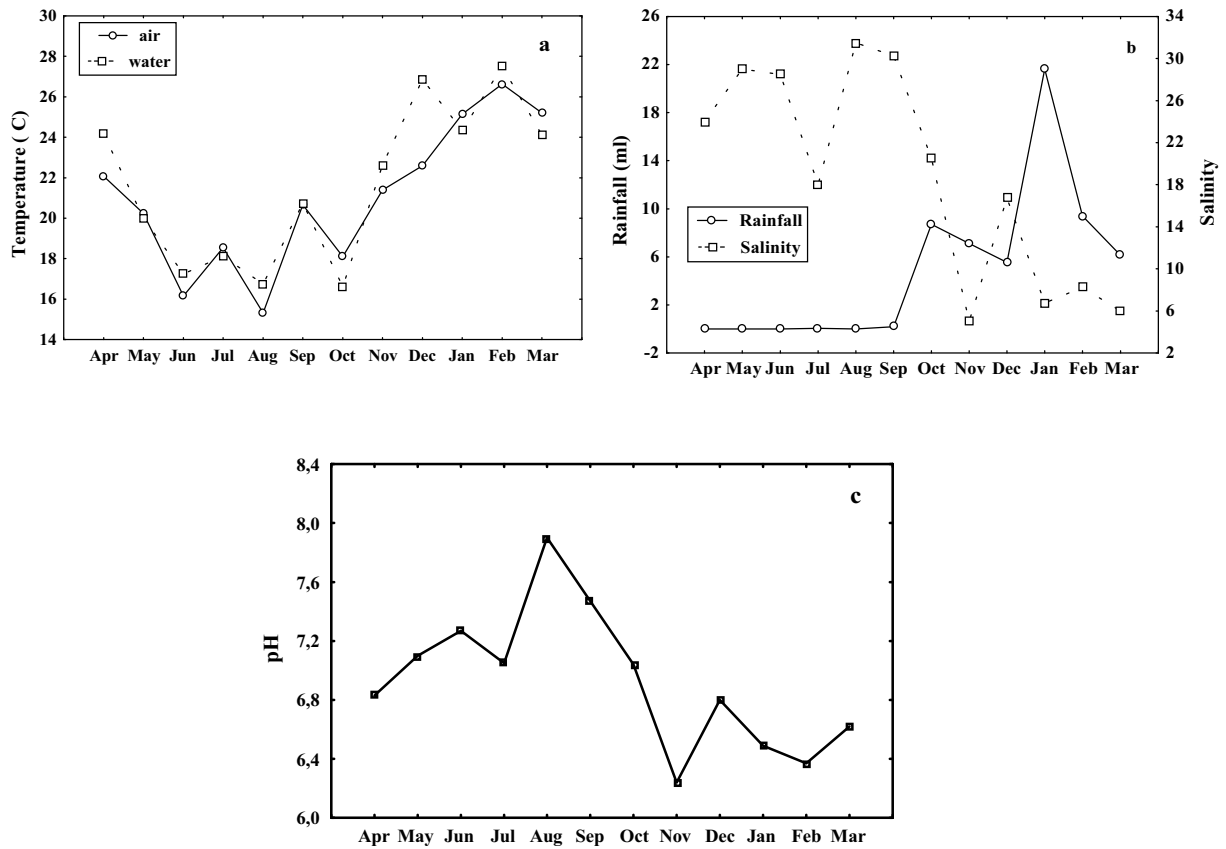 a
air
water
30
28
26
24
22
20
18
16
14
Temperature ( C)
Apr May Jun Jul Aug Sep Oct Nov Dec Jan Feb Mar
b
26
22
18
14
10
6
2
-2
Rainfall (ml)
Rainfall
Salinity
34
30
26
22
18
14
10
6
2
Salinity
Apr May Jun Jul Aug Sep Oct Nov Dec Jan Feb Mar
c
8,4
8,0
7,6
7,2
6,8
6,4
6,0
pH
Apr May Jun Jul Aug Sep Oct Nov Dec Jan Feb Mar